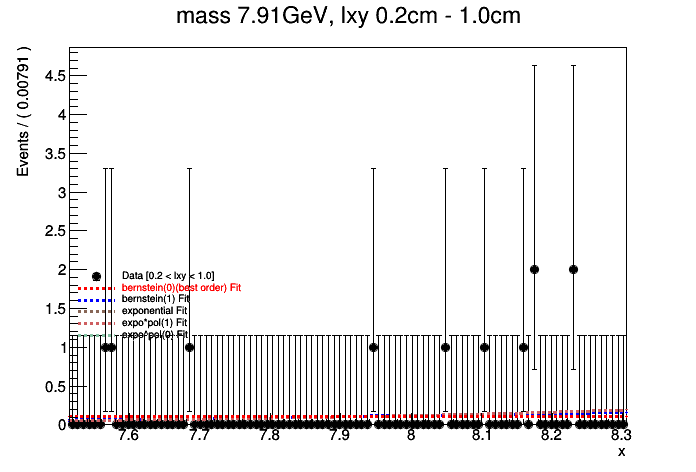 mass 7.91GeV, lxy 0.2cm - 1.0cm
Events / ( 0.00791 )
4.5
4
3.5
3
2.5
2
1.5
1
0.5
0
Data [0.2 < lxy < 1.0]
bernstein(0)(best order) Fit
bernstein(1) Fit
exponential Fit
expo*pol(1) Fit
expo*pol(0) Fit
7.6 7.7 7.8 7.9 8 8.1 8.2 8.3
x